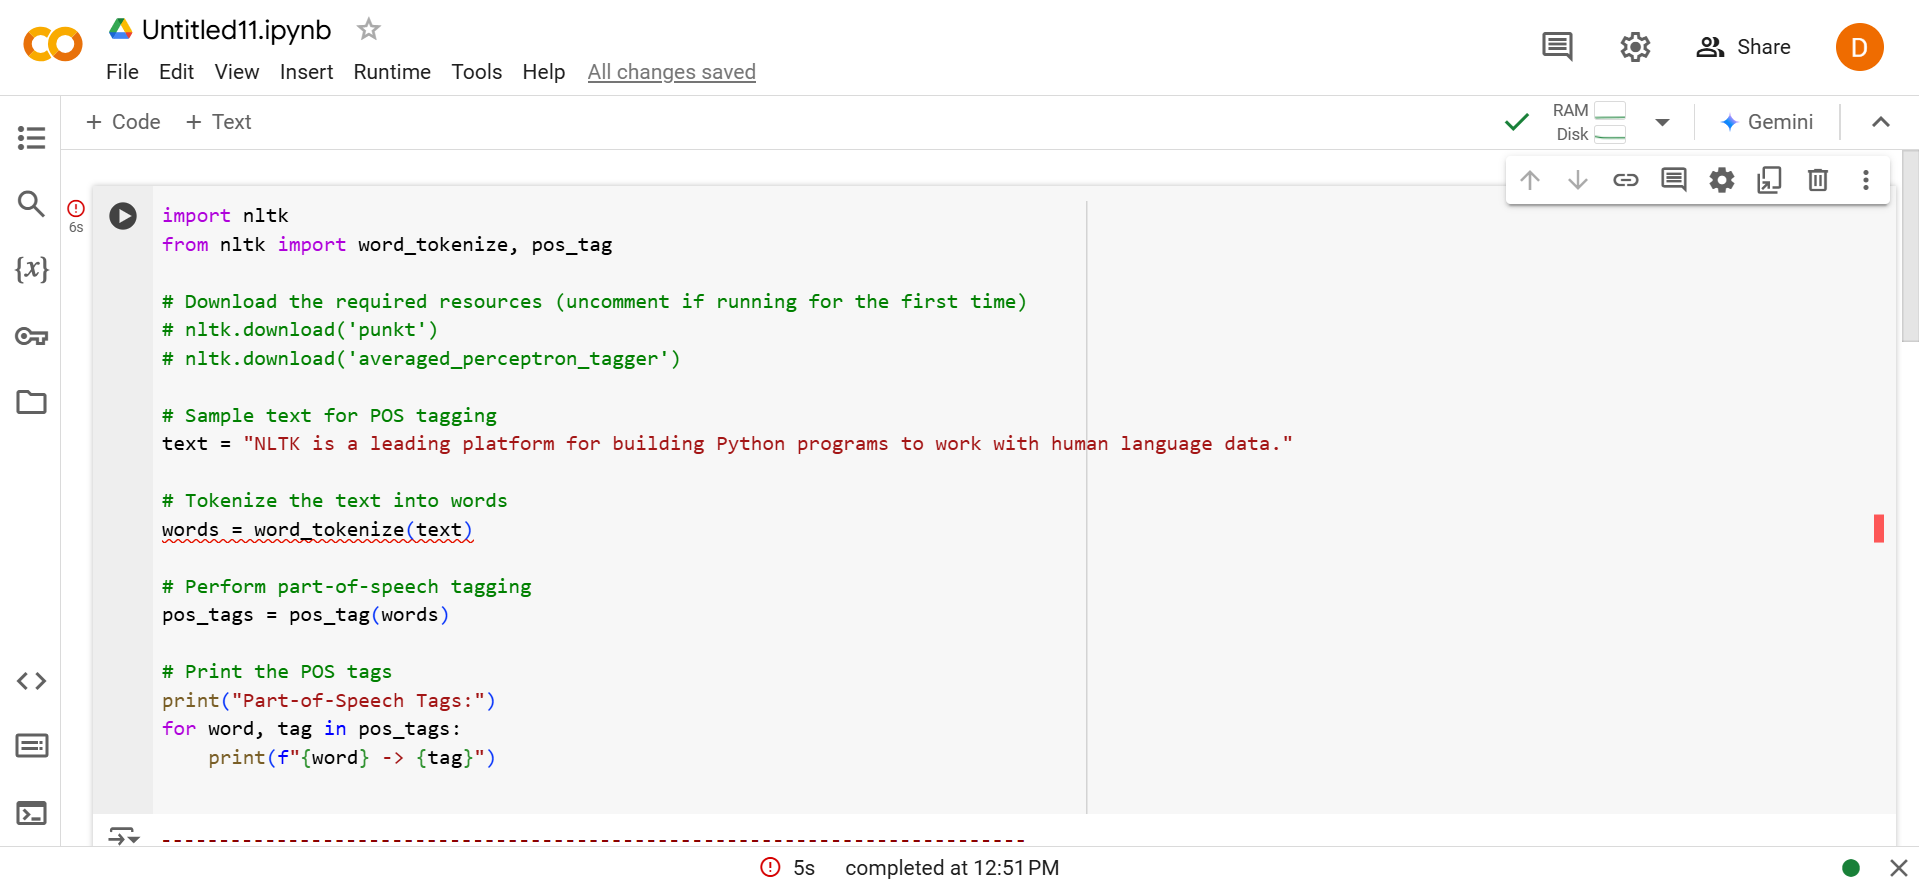 Untitled11.ipynb
File Edit View Insert Runtime Tools Help All changes saved
Share
D
+ Code + Text
RAM
Disk
Gemini
6s
import nltk
from nltk import word_tokenize, pos_tag
# Download the required resources (uncomment if running for the first time)
# nltk.download('punkt')
# nltk.download('averaged_perceptron_tagger')
# Sample text for POS tagging
text = "NLTK is a leading platform for building Python programs to work with human language data."
# Tokenize the text into words
words = word_tokenize(text)
# Perform part-of-speech tagging
pos_tags = pos_tag(words)
# Print the POS tags
print("Part-of-Speech Tags:")
for word, tag in pos_tags:
    print(f"{word} -> {tag}")
---------------------------------------------------------------------------
5s completed at 12:51 PM